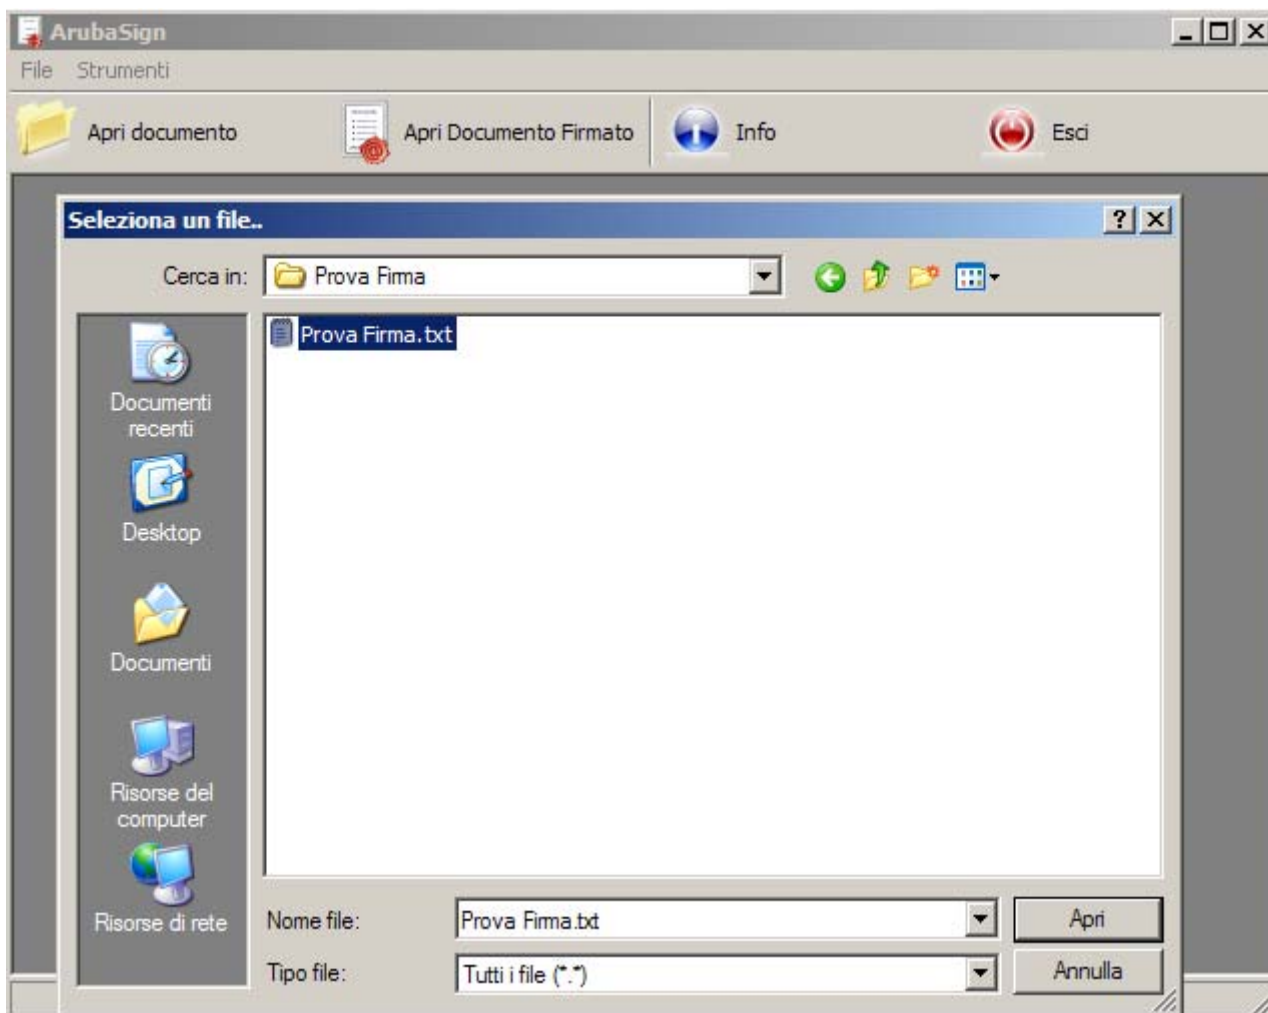 ArubaSign
File Strumenti
Apri documento Apri Documento Firmato Info Esci
Seleziona un file..
Cerca in: Prova Firma
Prova Firma.txt
Documenti
recenti
Desktop
Documenti
Risorse del
computer
Risorse di rete
Nome file: Prova Firma.txt Apri
Tipo file: Tutti i file (*.*) Annulla